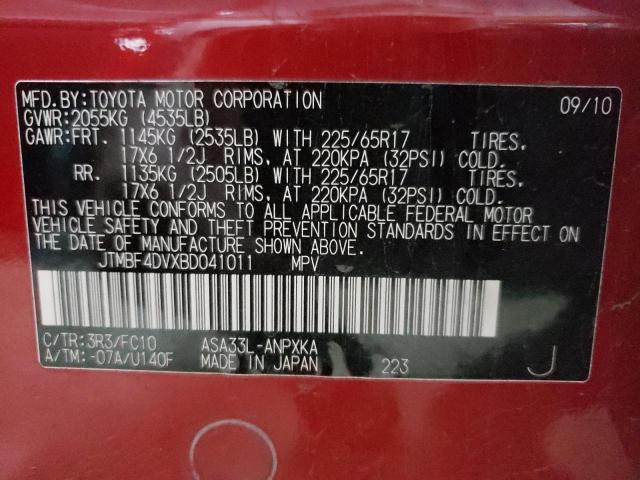 MFD.BY:TOYOTA MOTOR CORPORATION 09/10
GVWR:2055KG (4535LB)
GAWR:FRT. 1145KG (2535LB) WITH 225/65R17 TIRES,
17X6 1/2J RIMS, AT 220KPA (32PSI) COLD.
RR. 1135KG (2505LB) WITH 225/65R17 TIRES,
17X6 1/2J RIMS, AT 220KPA (32PSI) COLD.
THIS VEHICLE CONFORMS TO ALL APPLICABLE FEDERAL MOTOR
VEHICLE SAFETY AND THEFT PREVENTION STANDARDS IN EFFECT ON
THE DATE OF MANUFACTURE SHOWN ABOVE.
JTMBF4DVXBD041011 MPV
C/TR:3R3/FC10 ASA33L-ANPXKA
A/TM:-07A/U140F MADE IN JAPAN 223 J